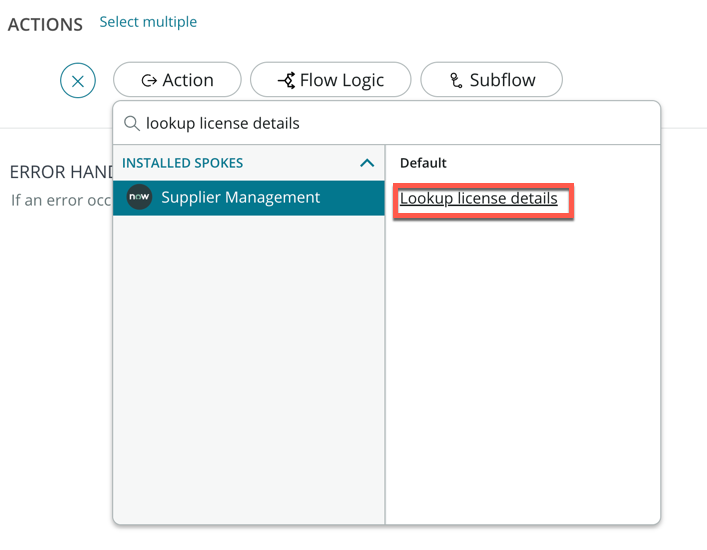 ACTIONS Select multiple
Action Flow Logic Subflow
lookup license details
INSTALLED SPOKES
Default
now Supplier Management
Lookup license details
ERROR HAND
If an error occ